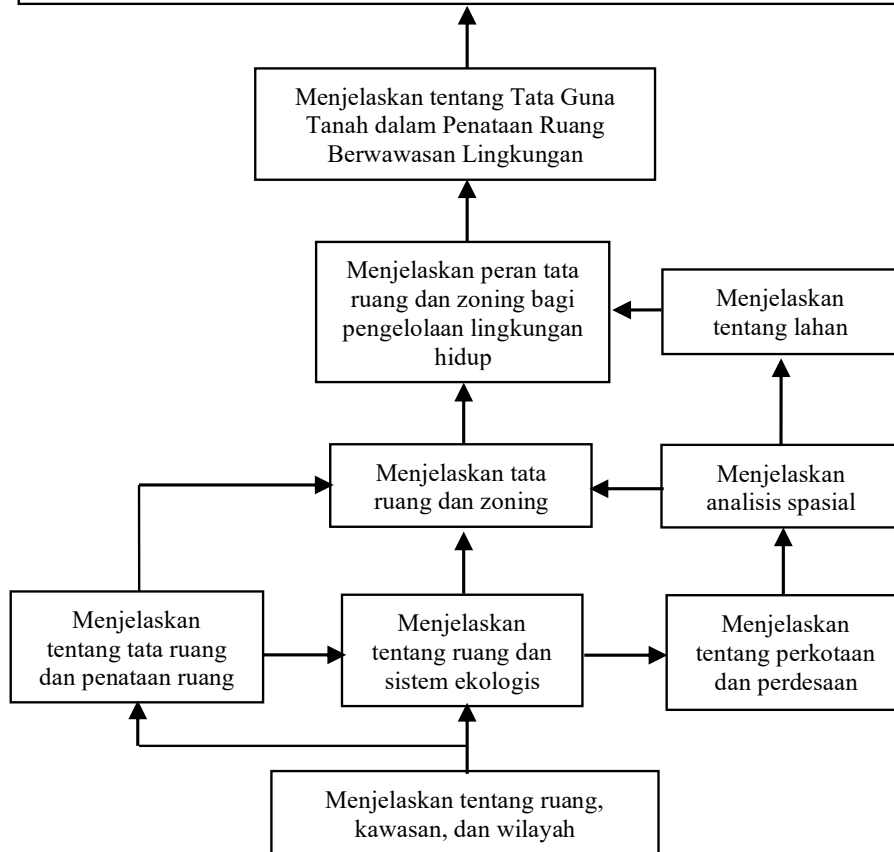 Menjelaskan tentang Tata Guna
Tanah dalam Penataan Ruang
Berwawasan Lingkungan
Menjelaskan peran tata
ruang dan zoning bagi
pengelolaan lingkungan
hidup
Menjelaskan
tentang lahan
Menjelaskan tata
ruang dan zoning
Menjelaskan
analisis spasial
Menjelaskan
tentang tata ruang
dan penataan ruang
Menjelaskan
tentang ruang dan
sistem ekologis
Menjelaskan
tentang perkotaan
dan perdesaan
Menjelaskan tentang ruang,
kawasan, dan wilayah